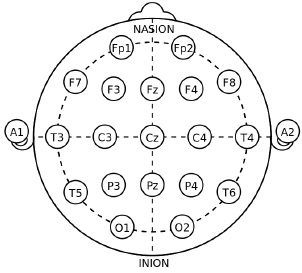 NASION
Fp1 Fp2
F7 F3 Fz F4 F8
A1 T3 C3 Cz C4 T4 A2
T5 P3 Pz P4 T6
O1 O2
INION